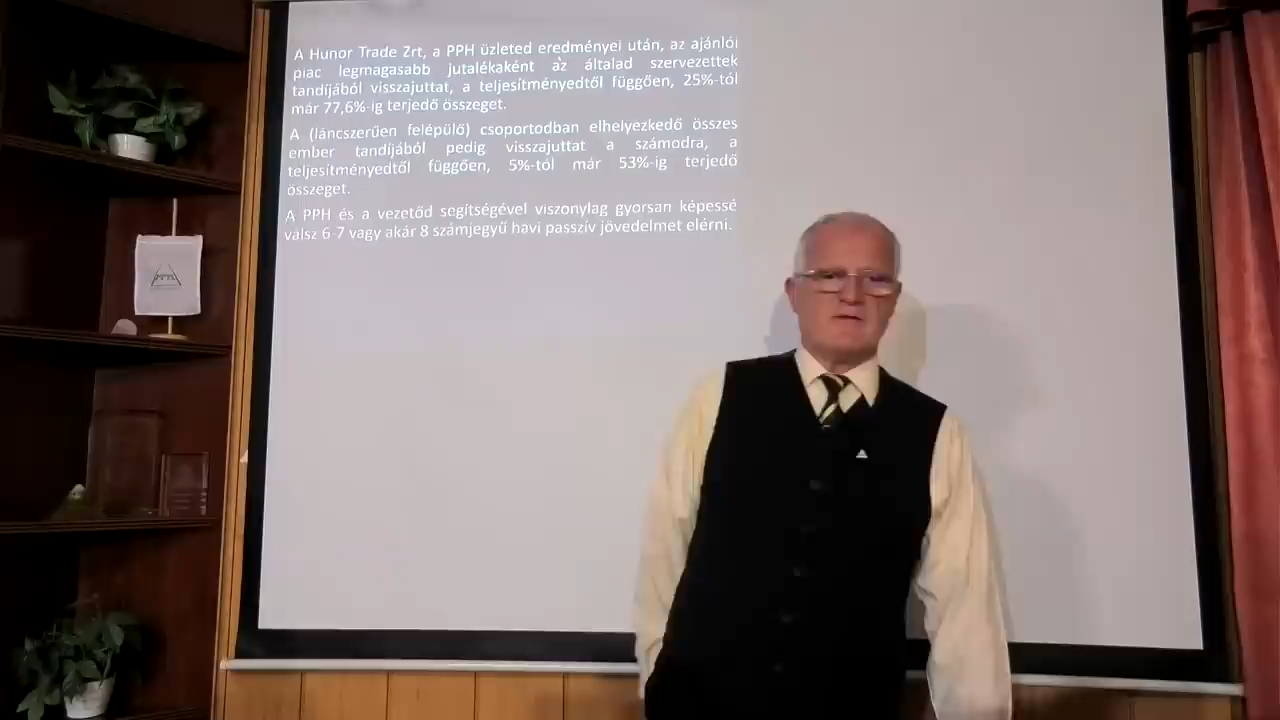 A Hunor Trade Zrt, a PPH üzleted eredményei után, az ajánlói
piac legmagasabb jutalékaként az általad szervezettek
tandíjából visszajuttat, a teljesítményedtől függően, 25%-tól
már 77,6%-ig terjedő összeget.
A (láncszerűen felépülő) csoportodban elhelyezkedő összes
ember tandíjából pedig visszajuttat a számodra, a
teljesítményedtől függően, 5%-tól már 53%-ig terjedő
összeget.
A PPH és a vezetőd segítségével viszonylag gyorsan képessé
válsz 6-7 vagy akár 8 számjegyű havi passzív jövedelmet elérni.